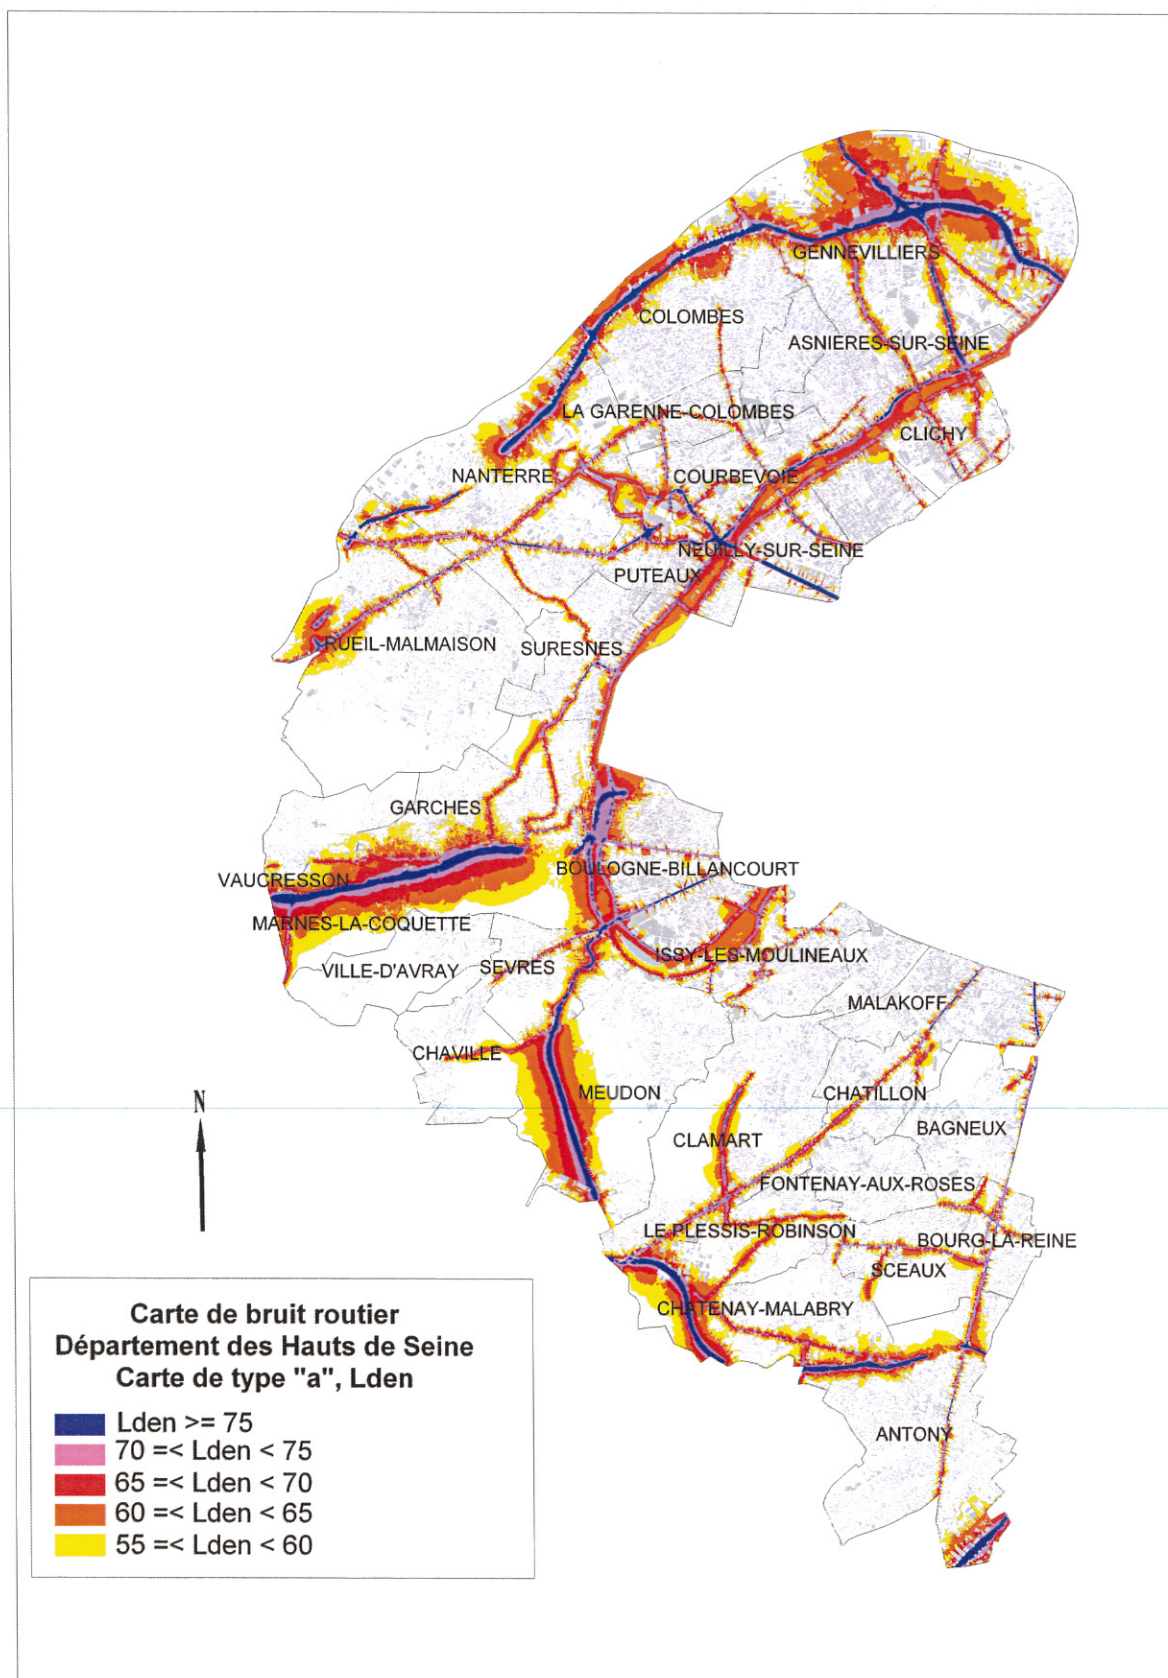 GENNEVILLIERS
COLOMBES
ASNIERES-SUR-SEINE
LA GARENNE-COLOMBES
CLICHY
NANTERRE
COURBEVOIE
NEUILLY-SUR-SEINE
PUTEAUX
RUEIL-MALMAISON
SURESNES
GARCHES
BOULOGNE-BILLANCOURT
VAUCRESSON
MARNES-LA-COQUETTE
ISSY-LES-MOULINEAUX
VILLE-D'AVRAY
SEVRES
MALAKOFF
CHAVILLE
MEUDON
CHATILLON
N
BAGNEUX
CLAMART
FONTENAY-AUX-ROSES
LE PLESSIS-ROBINSON
BOURG-LA-REINE
SCEAUX
CHATENAY-MALABRY
ANTONY
Carte de bruit routier
Département des Hauts de Seine
Carte de type "a", Lden
Lden >= 75
70 =< Lden < 75
65 =< Lden < 70
60 =< Lden < 65
55 =< Lden < 60